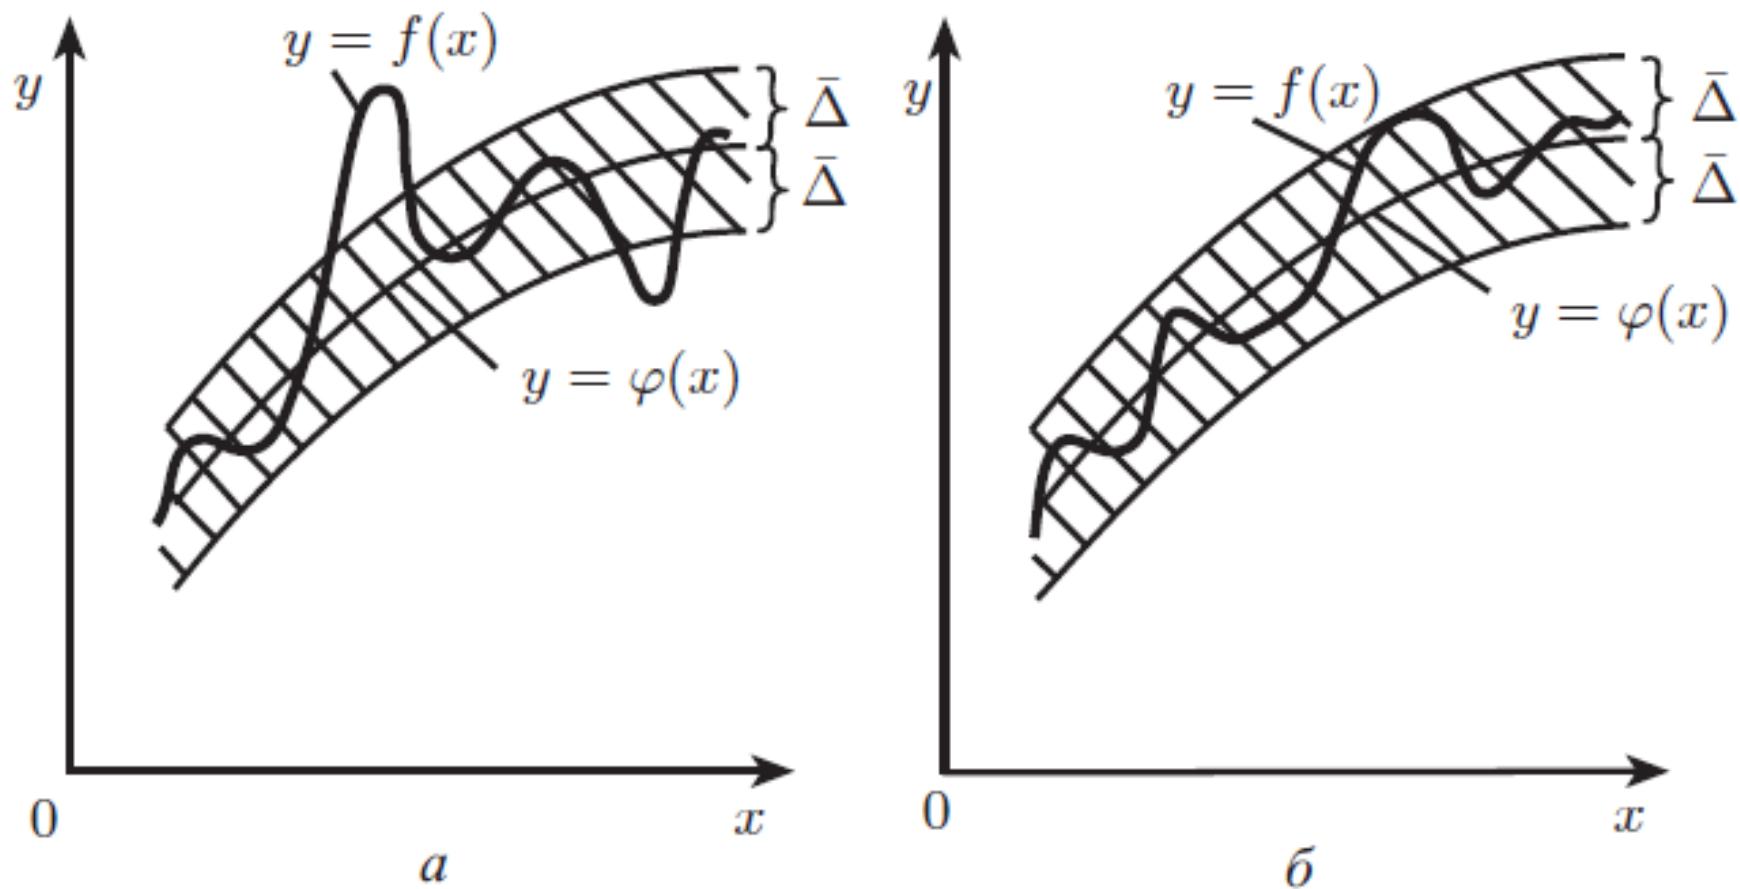 y = f(x)
y
Δ̄
Δ̄
y = φ(x)
0
x
а
y = f(x)
y
Δ̄
Δ̄
y = φ(x)
0
x
б